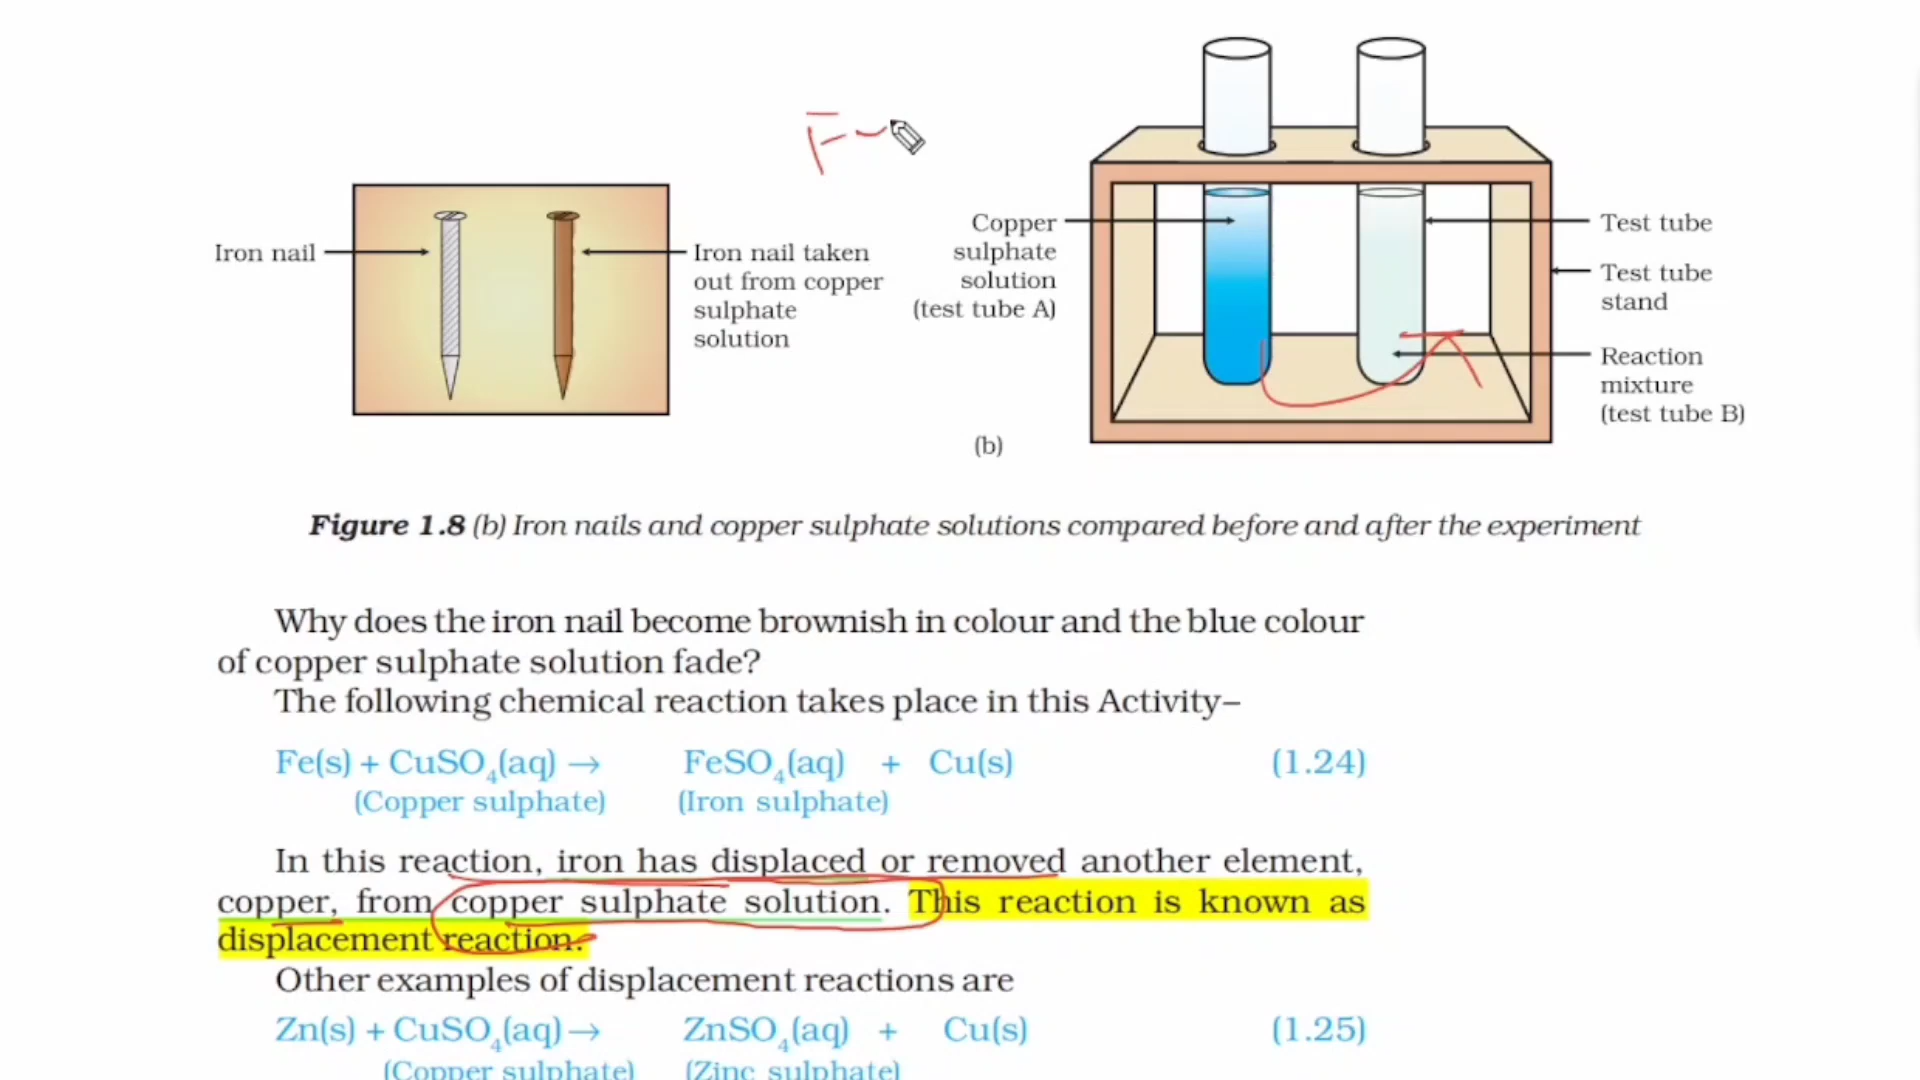 Iron nail
Iron nail taken
out from copper
sulphate
solution
Copper
sulphate
solution
(test tube A)
Test tube
Test tube
stand
Reaction
mixture
(test tube B)
(b)
Figure 1.8 (b) Iron nails and copper sulphate solutions compared before and after the experiment
Why does the iron nail become brownish in colour and the blue colour
of copper sulphate solution fade?
The following chemical reaction takes place in this Activity–
Fe(s) + CuSO₄(aq) → FeSO₄(aq) + Cu(s) (1.24)
(Copper sulphate) (Iron sulphate)
In this reaction, iron has displaced or removed another element,
copper, from copper sulphate solution. This reaction is known as
displacement reaction.
Other examples of displacement reactions are
Zn(s) + CuSO₄(aq) → ZnSO₄(aq) + Cu(s) (1.25)
(Copper sulphate) (Zinc sulphate)